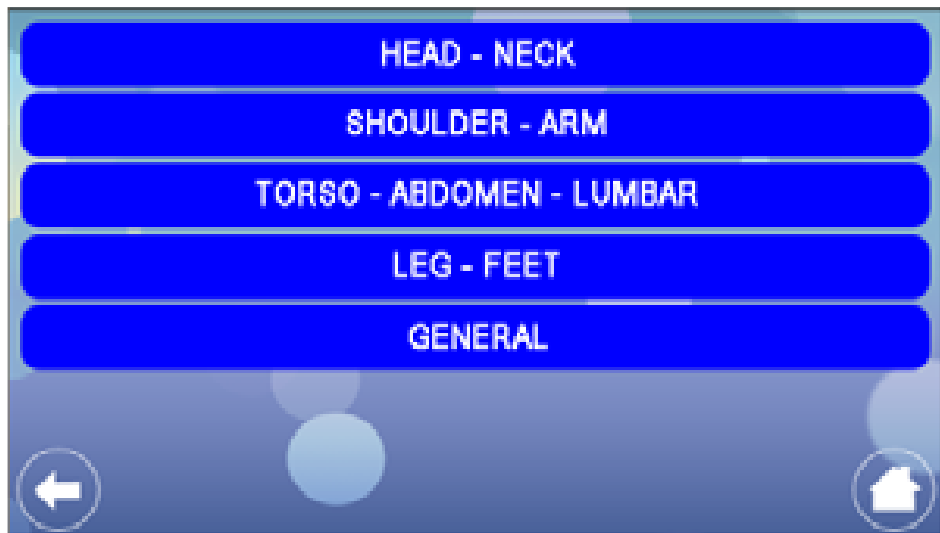 HEAD - NECK
SHOULDER - ARM
TORSO - ABDOMEN - LUMBAR
LEG - FEET
GENERAL